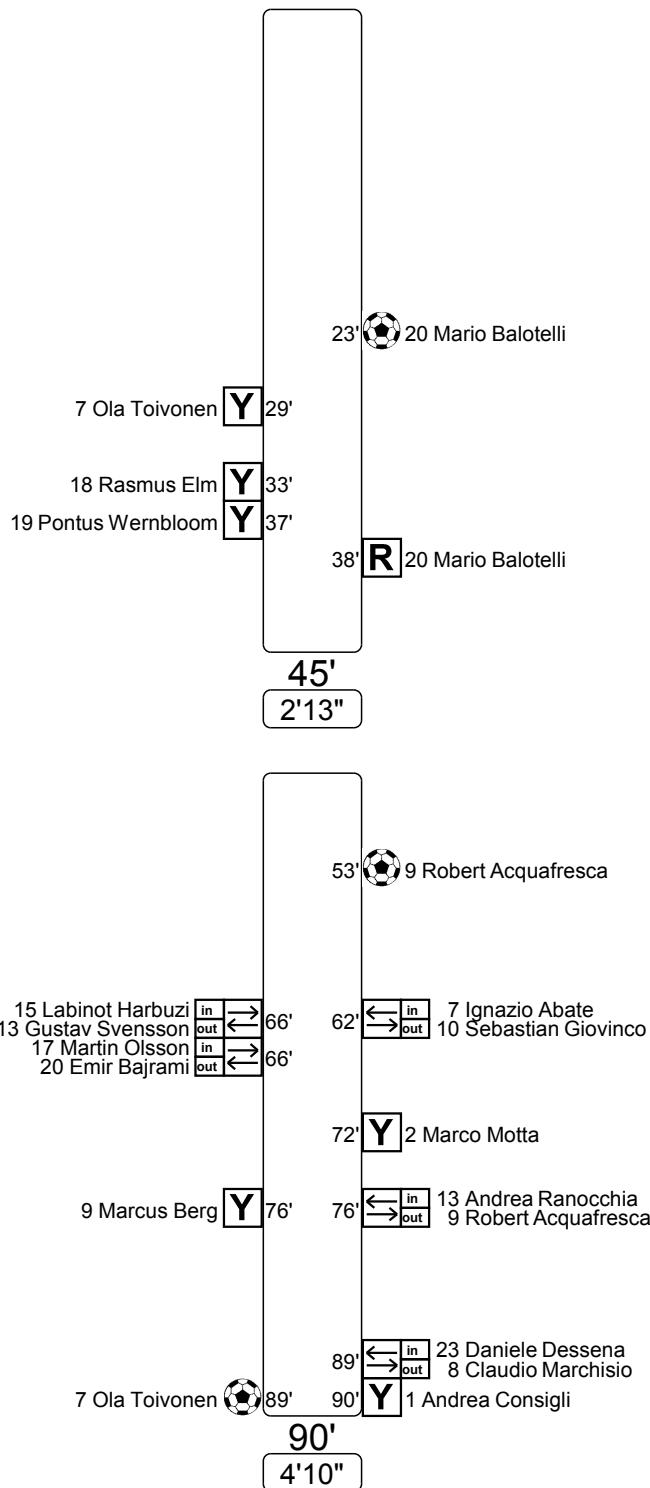 23' 20 Mario Balotelli
7 Ola Toivonen Y 29'
18 Rasmus Elm Y 33'
19 Pontus Wernbloom Y 37'
38' R 20 Mario Balotelli
45'
2'13"
53' 9 Robert Acquafresca
15 Labinot Harbuzi in 66' 62' in 7 Ignazio Abate
13 Gustav Svensson out out 10 Sebastian Giovinco
17 Martin Olsson in 66'
20 Emir Bajrami out
72' Y 2 Marco Motta
9 Marcus Berg Y 76' 76' in 13 Andrea Ranocchia
out 9 Robert Acquafresca
89' in 23 Daniele Dessena
out 8 Claudio Marchisio
7 Ola Toivonen 89' 90' Y 1 Andrea Consigli
90'
4'10"